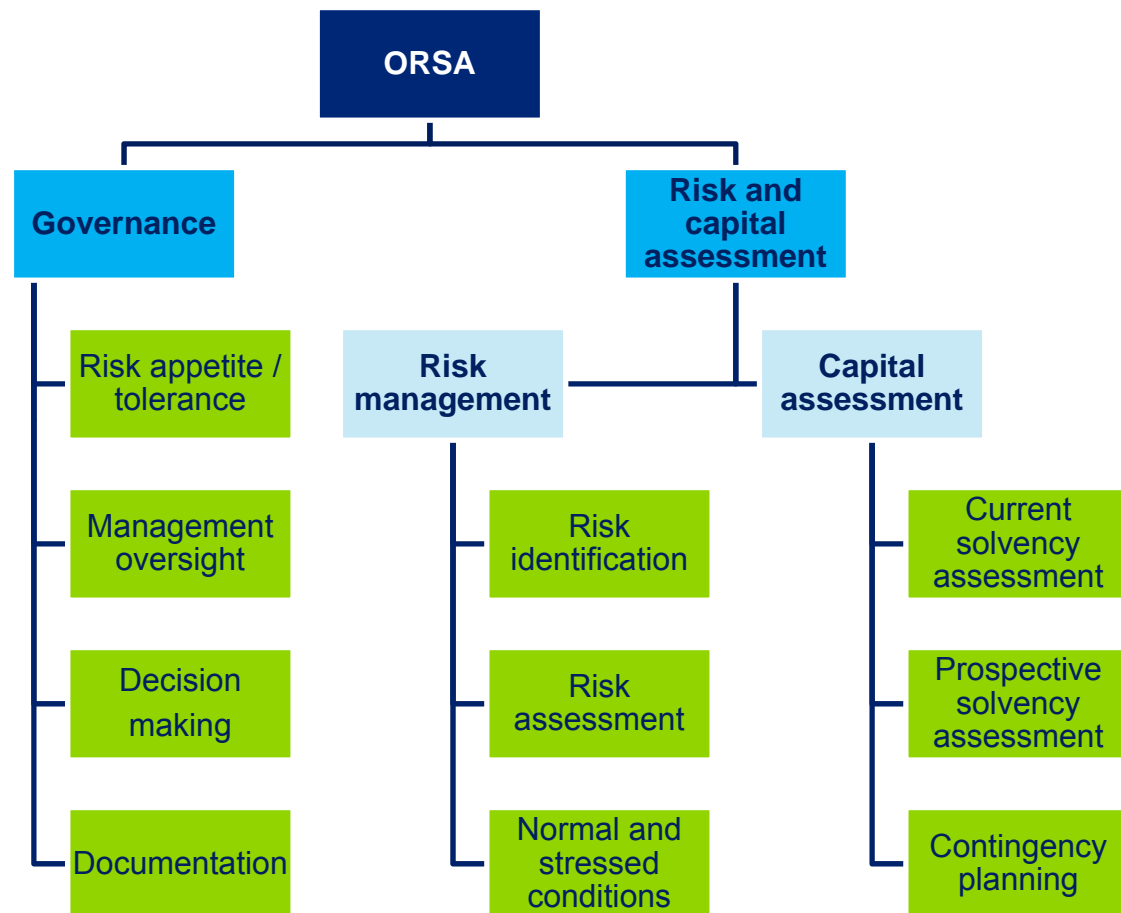 ORSA
Governance
Risk and
capital
assessment
Risk appetite /
tolerance
Management
oversight
Decision
making
Documentation
Risk
management
Risk
identification
Risk
assessment
Normal and
stressed
conditions
Capital
assessment
Current
solvency
assessment
Prospective
solvency
assessment
Contingency
planning